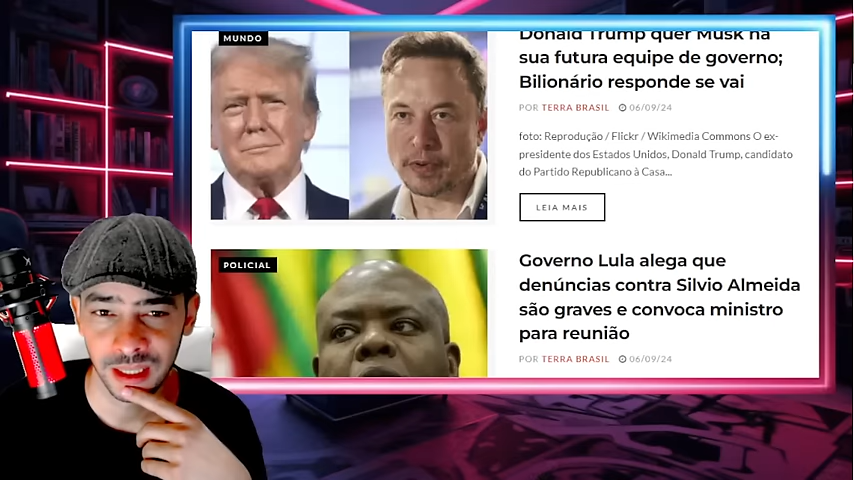 MUNDO
Donald Trump quer Musk na
sua futura equipe de governo;
Bilionário responde se vai
POR TERRA BRASIL 06/09/24
foto: Reprodução / Flickr / Wikimedia Commons O ex-
presidente dos Estados Unidos, Donald Trump, candidato
do Partido Republicano à Casa...
LEIA MAIS
POLICIAL
Governo Lula alega que
denúncias contra Silvio Almeida
são graves e convoca ministro
para reunião
POR TERRA BRASIL 06/09/24